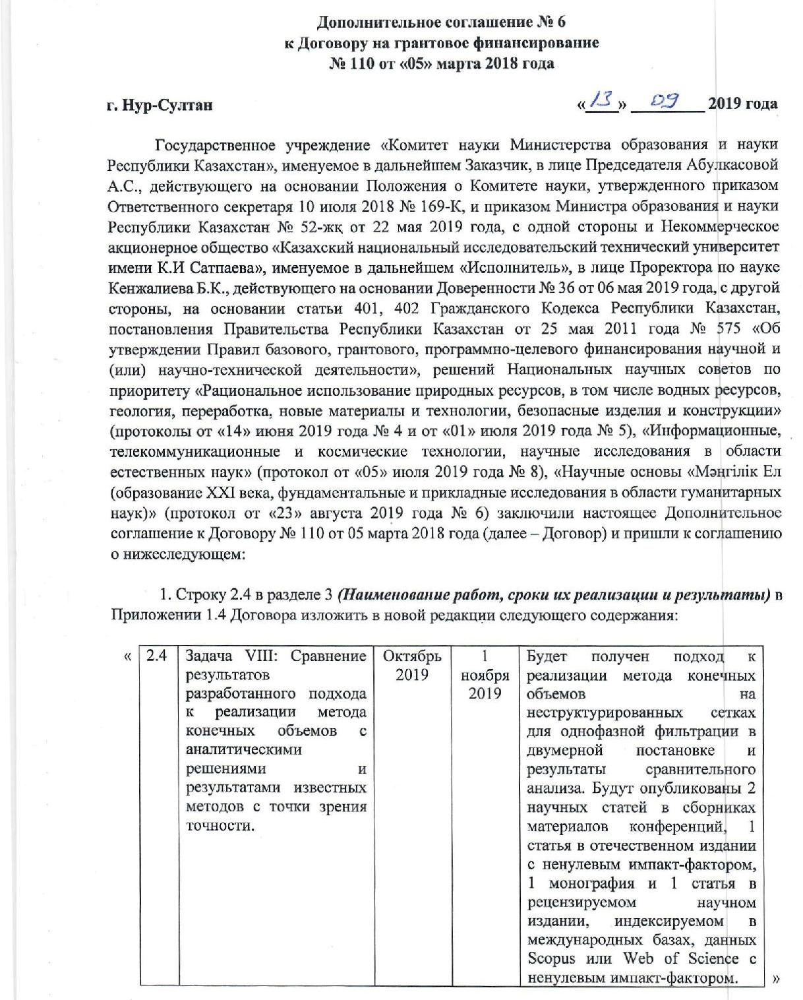 Дополнительное соглашение № 6
к Договору на грантовое финансирование
№ 110 от «05» марта 2018 года
г. Нур-Султан «13» 09 2019 года
Государственное учреждение «Комитет науки Министерства образования и науки
Республики Казахстан», именуемое в дальнейшем Заказчик, в лице Председателя Абулкасовой
А.С., действующего на основании Положения о Комитете науки, утвержденного приказом
Ответственного секретаря 10 июля 2018 № 169-К, и приказом Министра образования и науки
Республики Казахстан № 52-жқ от 22 мая 2019 года, с одной стороны и Некоммерческое
акционерное общество «Казахский национальный исследовательский технический университет
имени К.И Сатпаева», именуемое в дальнейшем «Исполнитель», в лице Проректора по науке
Кенжалиева Б.К., действующего на основании Доверенности № 36 от 06 мая 2019 года, с другой
стороны, на основании статьи 401, 402 Гражданского Кодекса Республики Казахстан,
постановления Правительства Республики Казахстан от 25 мая 2011 года № 575 «Об
утверждении Правил базового, грантового, программно-целевого финансирования научной и
(или) научно-технической деятельности», решений Национальных научных советов по
приоритету «Рациональное использование природных ресурсов, в том числе водных ресурсов,
геология, переработка, новые материалы и технологии, безопасные изделия и конструкции»
(протоколы от «14» июня 2019 года № 4 и от «01» июля 2019 года № 5), «Информационные,
телекоммуникационные и космические технологии, научные исследования в области
естественных наук» (протокол от «05» июля 2019 года № 8), «Научные основы «Мәңгілік Ел
(образование XXI века, фундаментальные и прикладные исследования в области гуманитарных
наук)» (протокол от «23» августа 2019 года № 6) заключили настоящее Дополнительное
соглашение к Договору № 110 от 05 марта 2018 года (далее – Договор) и пришли к соглашению
о нижеследующем:
1. Строку 2.4 в разделе 3 (Наименование работ, сроки их реализации и результаты) в
Приложении 1.4 Договора изложить в новой редакции следующего содержания:
«
2.4
Задача VIII: Сравнение
результатов
разработанного подхода
к реализации метода
конечных объемов с
аналитическими
решениями и
результатами известных
методов с точки зрения
точности.
Октябрь
2019
1
ноября
2019
Будет получен подход к
реализации метода конечных
объемов на
неструктурированных сетках
для однофазной фильтрации в
двумерной постановке и
результаты сравнительного
анализа. Будут опубликованы 2
научных статей в сборниках
материалов конференций, 1
статья в отечественном издании
с ненулевым импакт-фактором,
1 монография и 1 статья в
рецензируемом научном
издании, индексируемом в
международных базах, данных
Scopus или Web of Science с
ненулевым импакт-фактором.
»